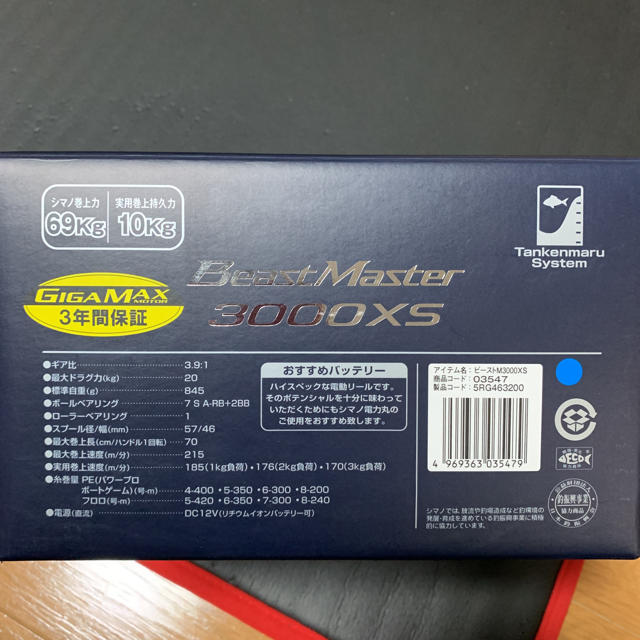 シマノ巻上力
69Kg
実用巻上持久力
10Kg
Tankenmaru
System
BeastMaster
3000XS
GIGAMAX
MOTOR
3年間保証
●ギア比 3.9:1
●最大ドラグ力(kg) 20
●標準自重(g) 845
●ボールベアリング 7 S A-RB+2BB
●ローラーベアリング 1
●スプール径/幅(mm) 57/46
●最大巻上長(cm/ハンドル1回転) 70
●最大巻上速度(m/分) 215
●実用巻上速度(m/分) 185(1kg負荷)・176(2kg負荷)・170(3kg負荷)
●糸巻量 PE(パワープロ
ボートゲーム)(号-m) 4-400・5-350・6-300・8-200
フロロ(号-m) 5-420・6-350・7-300・8-240
●電源(直流) DC12V(リチウムイオンバッテリー可)
おすすめバッテリー
ハイスペックな電動リールです。
そのポテンシャルを十分に味わって
いただくためにもシマノ電力丸の
ご使用をおすすめ致します。
アイテム名: ビーストM3000XS
商品コード: 03547
製品コード: 5RG463200
4 969363 035479
釣振興事業
協力商品
シマノでは、放流や釣場造成など釣環境の
発展・育成を進めている釣振興事業に積極
的に協力しています。